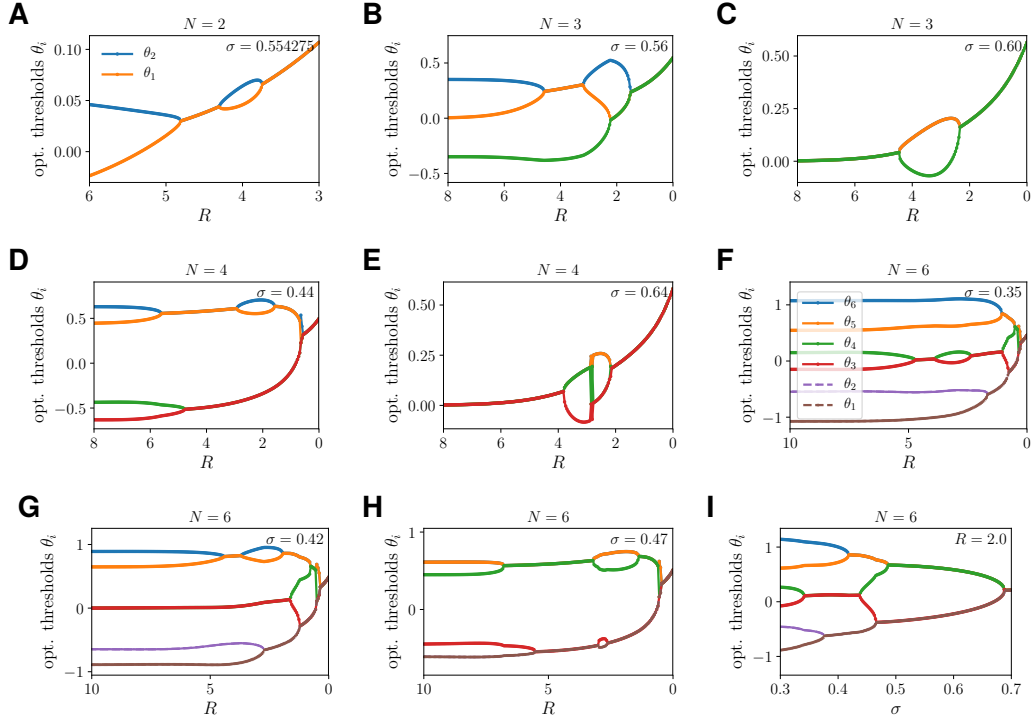 A
N = 2
σ = 0.554275
θ₂
θ₁
opt. thresholds θᵢ
0.10
0.05
0.00
6 5 4 3
R
B
N = 3
σ = 0.56
opt. thresholds θᵢ
0.5
0.0
−0.5
8 6 4 2 0
R
C
N = 3
σ = 0.60
opt. thresholds θᵢ
0.50
0.25
0.00
8 6 4 2 0
R
D
N = 4
σ = 0.44
opt. thresholds θᵢ
0.5
0.0
−0.5
8 6 4 2 0
R
E
N = 4
σ = 0.64
opt. thresholds θᵢ
0.50
0.25
0.00
8 6 4 2 0
R
F
N = 6
σ = 0.35
θ₆
θ₅
θ₄
θ₃
θ₂
θ₁
opt. thresholds θᵢ
1
0
−1
10 5 0
R
G
N = 6
σ = 0.42
opt. thresholds θᵢ
1
0
−1
10 5 0
R
H
N = 6
σ = 0.47
opt. thresholds θᵢ
1
0
10 5 0
R
I
N = 6
R = 2.0
opt. thresholds θᵢ
1
0
−1
0.3 0.4 0.5 0.6 0.7
σ